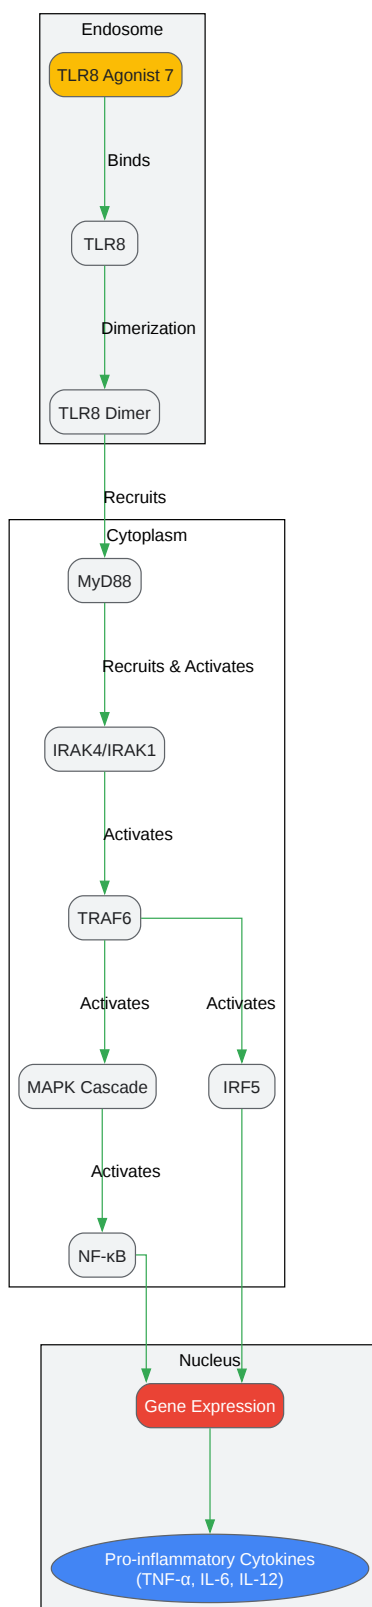 Endosome
TLR8 Agonist 7
Binds
TLR8
Dimerization
TLR8 Dimer
Recruits
Cytoplasm
MyD88
Recruits & Activates
IRAK4/IRAK1
Activates
TRAF6
Activates
Activates
MAPK Cascade
IRF5
Activates
NF-κB
Nucleus
Gene Expression
Pro-inflammatory Cytokines
(TNF-α, IL-6, IL-12)